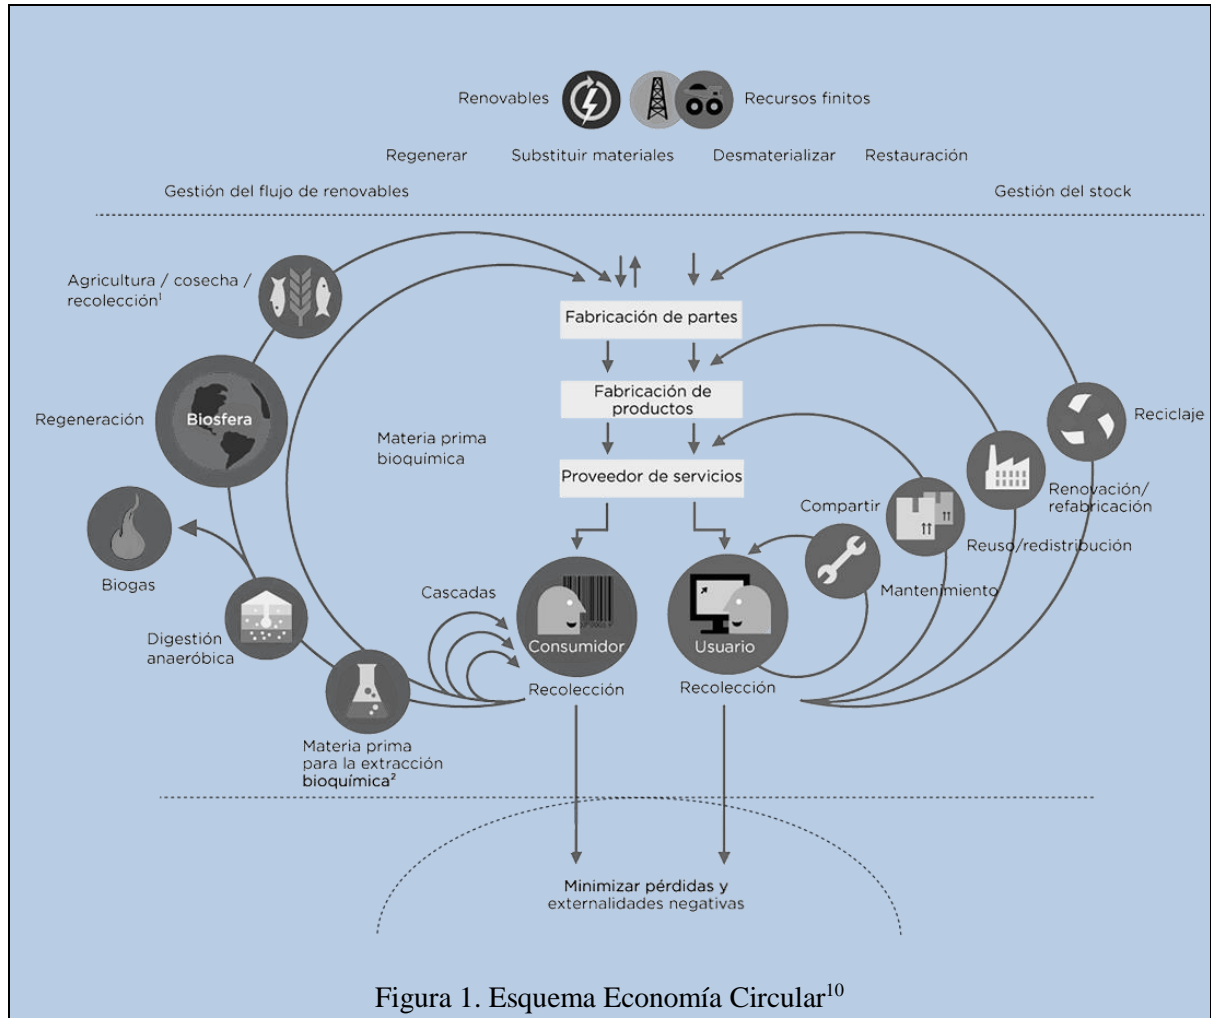 Renovables
Recursos finitos
Regenerar
Substituir materiales
Desmaterializar
Restauración
Gestión del flujo de renovables
Gestión del stock
Agricultura / cosecha /
recolección¹
Fabricación de partes
Fabricación de
productos
Proveedor de servicios
Regeneración
Biosfera
Materia prima
bioquímica
Reciclaje
Renovación/
refabricación
Compartir
Reuso/redistribución
Mantenimiento
Biogas
Cascadas
Digestión
anaeróbica
Consumidor
Usuario
Recolección
Recolección
Materia prima
para la extracción
bioquímica²
Minimizar pérdidas y
externalidades negativas
Figura 1. Esquema Economía Circular¹⁰